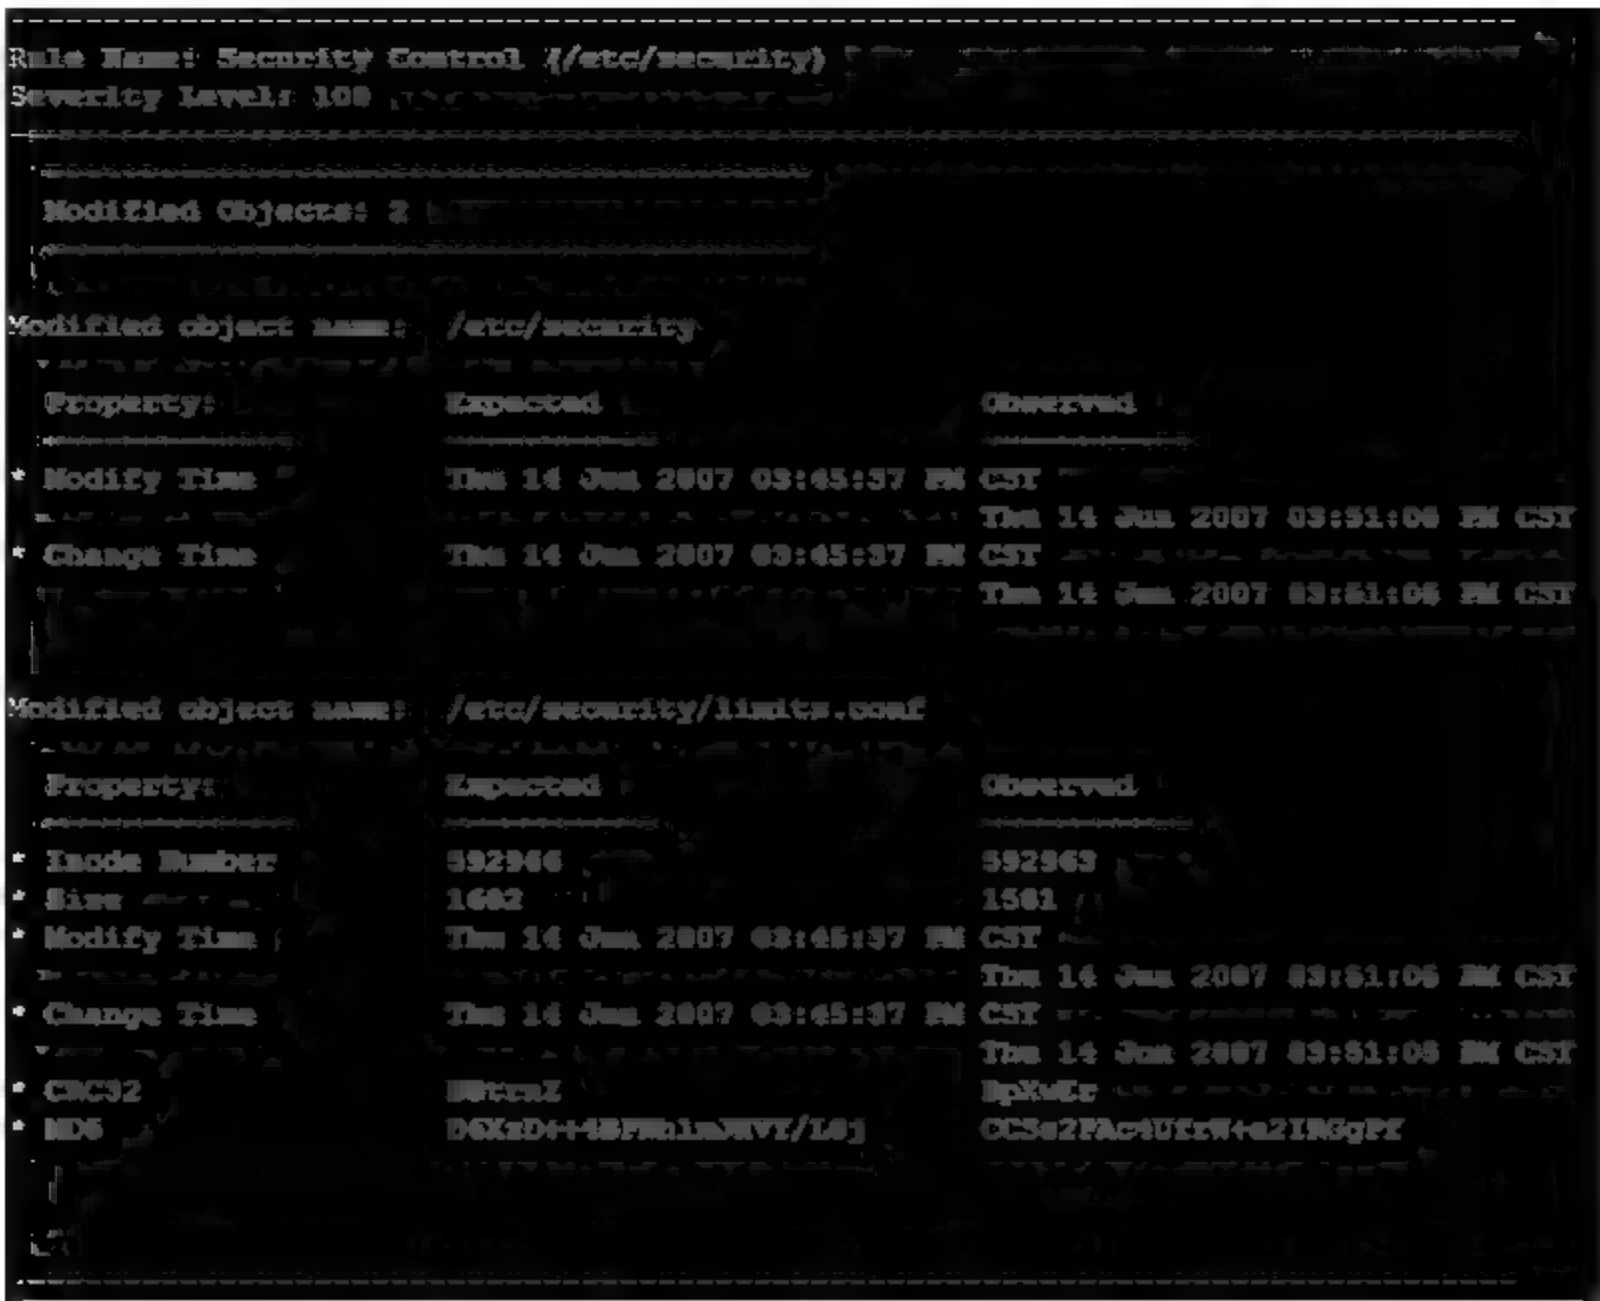 Rule Name: Security Control (/etc/security)
Severity Level: 100
Modified Objects: 2
Modified object name: /etc/security
Property: Expected Observed
* Modify Time Thu 14 Jun 2007 03:45:37 PM CST
Thu 14 Jun 2007 03:51:06 PM CST
* Change Time Thu 14 Jun 2007 03:45:37 PM CST
Thu 14 Jun 2007 03:51:06 PM CST
Modified object name: /etc/security/limits.conf
Property: Expected Observed
* Inode Number 592966 592963
* Size 1602 1581
* Modify Time Thu 14 Jun 2007 03:45:37 PM CST
Thu 14 Jun 2007 03:51:06 PM CST
* Change Time Thu 14 Jun 2007 03:45:37 PM CST
Thu 14 Jun 2007 03:51:06 PM CST
* CRC32
* MD5